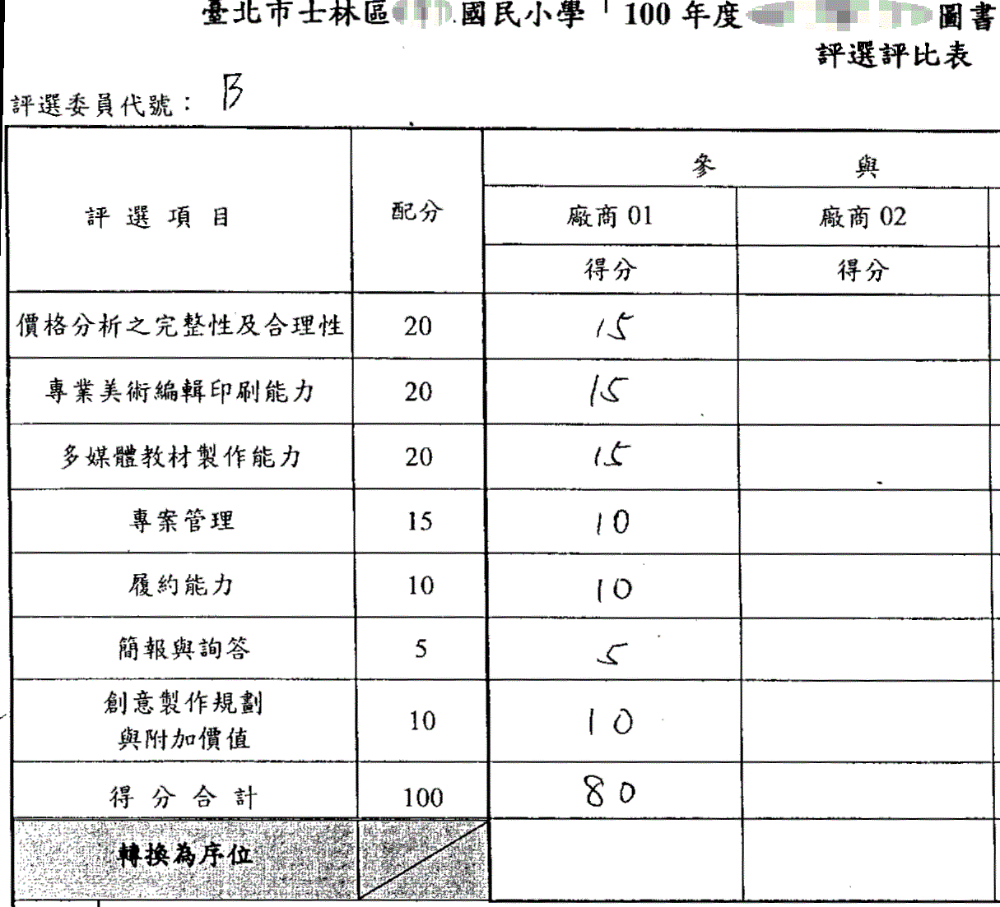 臺北市士林區 國民小學「100 年度 圖書
評選評比表
評選委員代號： B
參 與
評 選 項 目 配分 廠商 01 廠商 02
得分 得分
價格分析之完整性及合理性 20 15
專業美術編輯印刷能力 20 15
多媒體教材製作能力 20 15
專案管理 15 10
履約能力 10 10
簡報與詢答 5 5
創意製作規劃
與附加價值 10 10
得 分 合 計 100 80
轉換為序位